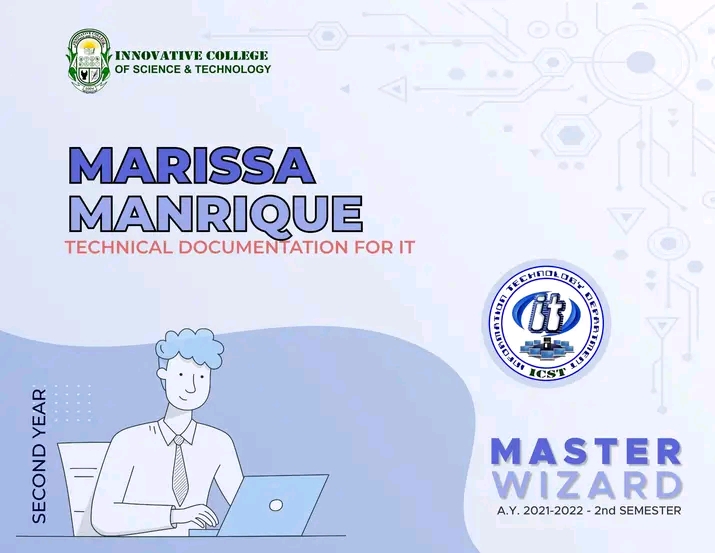 INNOVATIVE COLLEGE
OF SCIENCE & TECHNOLOGY
MARISSA
MANRIQUE
TECHNICAL DOCUMENTATION FOR IT
INFORMATION TECHNOLOGY DEPARTMENT
it
ICST
SECOND YEAR
MASTER
WIZARD
A.Y. 2021-2022 - 2nd SEMESTER